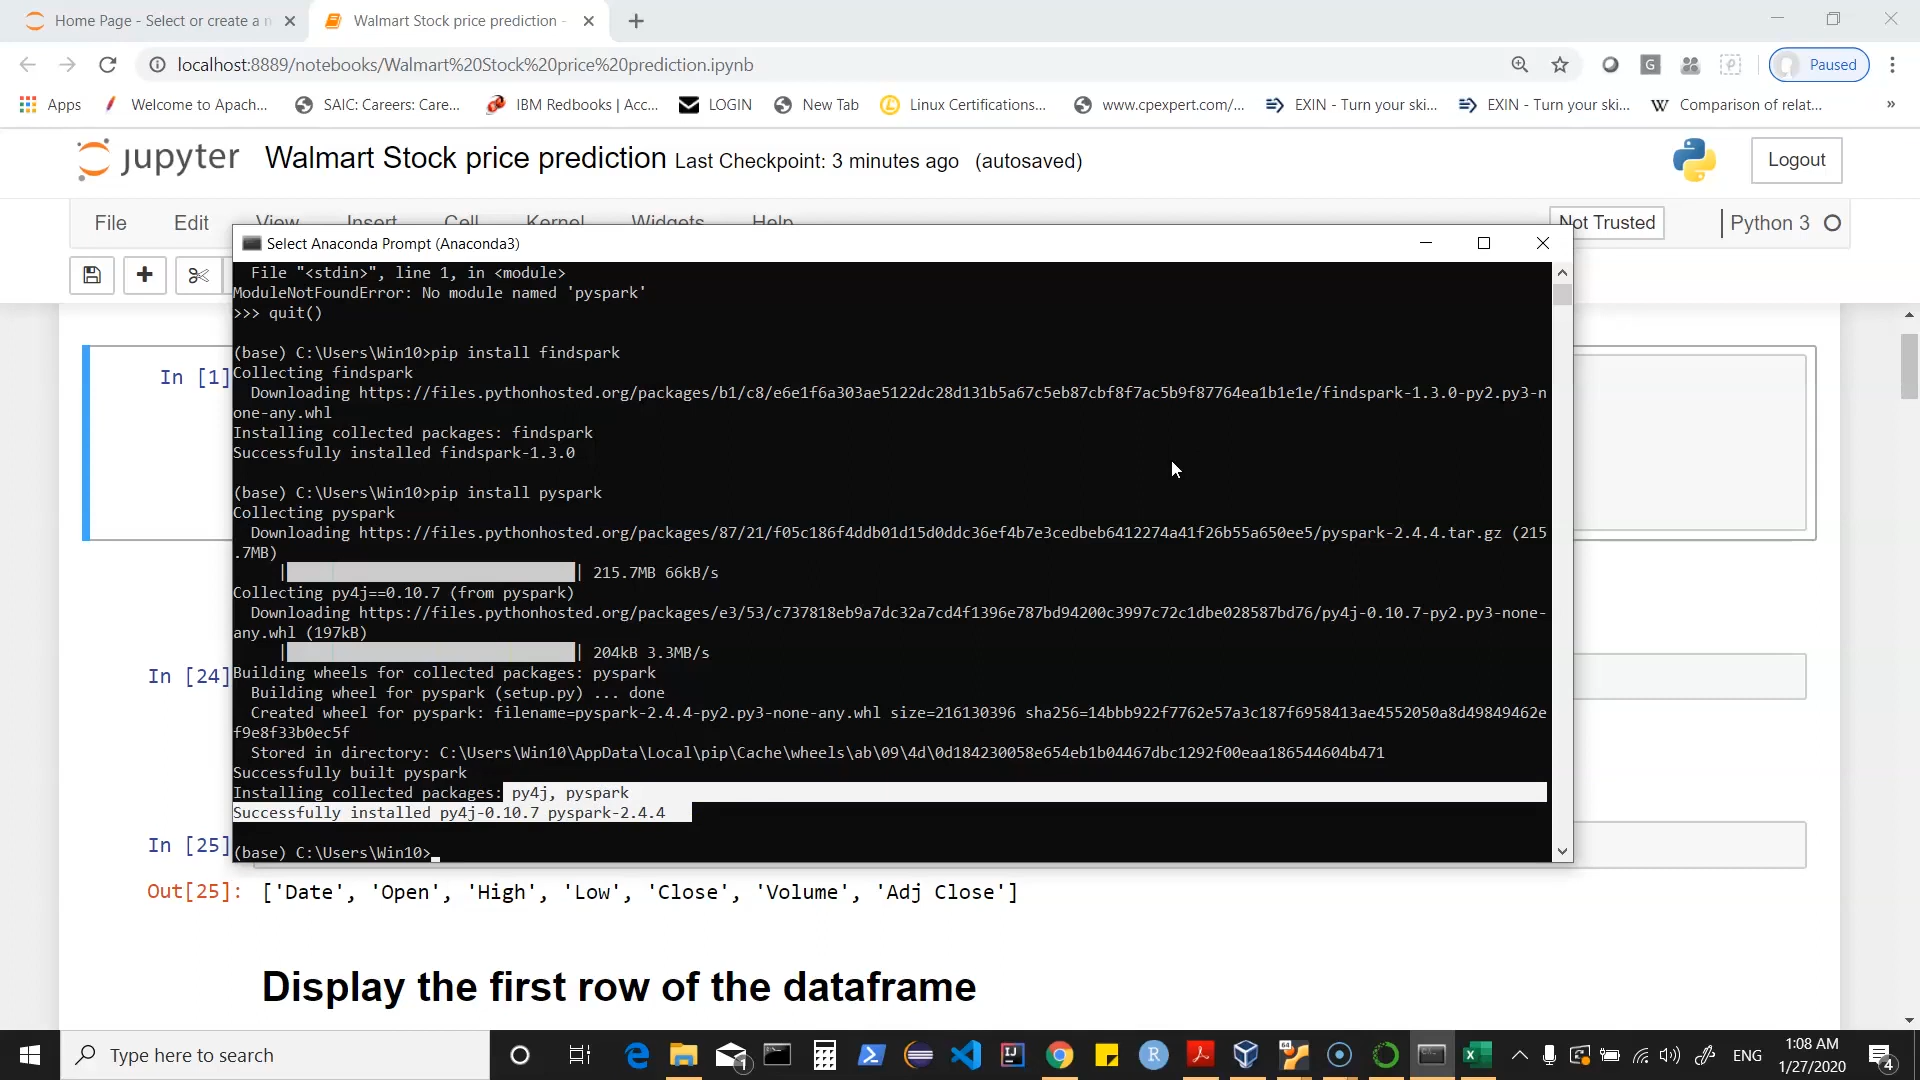 Home Page - Select or create a n
Walmart Stock price prediction -
localhost:8889/notebooks/Walmart%20Stock%20price%20prediction.ipynb
Paused
Apps
Welcome to Apach...
SAIC: Careers: Care...
IBM Redbooks | Acc...
LOGIN
New Tab
Linux Certifications...
www.cpexpert.com/...
EXIN - Turn your ski...
EXIN - Turn your ski...
Comparison of relat...
»
jupyter
Walmart Stock price prediction Last Checkpoint: 3 minutes ago (autosaved)
Logout
File Edit View Insert Cell Kernel Widgets Help
Not Trusted
Python 3
Select Anaconda Prompt (Anaconda3)
File "<stdin>", line 1, in <module>
ModuleNotFoundError: No module named 'pyspark'
>>> quit()
(base) C:\Users\Win10>pip install findspark
Collecting findspark
Downloading https://files.pythonhosted.org/packages/b1/c8/e6e1f6a303ae5122dc28d131b5a67c5eb87cbf8f7ac5b9f87764ea1b1e1e/findspark-1.3.0-py2.py3-n
one-any.whl
Installing collected packages: findspark
Successfully installed findspark-1.3.0
(base) C:\Users\Win10>pip install pyspark
Collecting pyspark
Downloading https://files.pythonhosted.org/packages/87/21/f05c186f4ddb01d15d0ddc36ef4b7e3cedbeb6412274a41f26b55a650ee5/pyspark-2.4.4.tar.gz (215
.7MB)
| | 215.7MB 66kB/s
Collecting py4j==0.10.7 (from pyspark)
Downloading https://files.pythonhosted.org/packages/e3/53/c737818eb9a7dc32a7cd4f1396e787bd94200c3997c72c1dbe028587bd76/py4j-0.10.7-py2.py3-none-
any.whl (197kB)
| | 204kB 3.3MB/s
Building wheels for collected packages: pyspark
Building wheel for pyspark (setup.py) ... done
Created wheel for pyspark: filename=pyspark-2.4.4-py2.py3-none-any.whl size=216130396 sha256=14bbb922f7762e57a3c187f6958413ae4552050a8d49849462e
f9e8f33b0ec5f
Stored in directory: C:\Users\Win10\AppData\Local\pip\Cache\wheels\ab\09\4d\0d184230058e654eb1b04467dbc1292f00eaa186544604b471
Successfully built pyspark
Installing collected packages: py4j, pyspark
Successfully installed py4j-0.10.7 pyspark-2.4.4
(base) C:\Users\Win10>
In [1]
In [24]
In [25]
Out[25]: ['Date', 'Open', 'High', 'Low', 'Close', 'Volume', 'Adj Close']
Display the first row of the dataframe
Type here to search
ENG
1:08 AM
1/27/2020
4